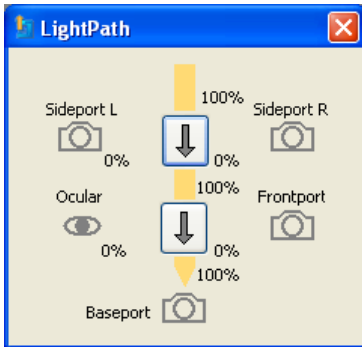 LightPath
100%
Sideport L
Sideport R
0%
0%
100%
Ocular
Frontport
0%
0%
100%
Baseport